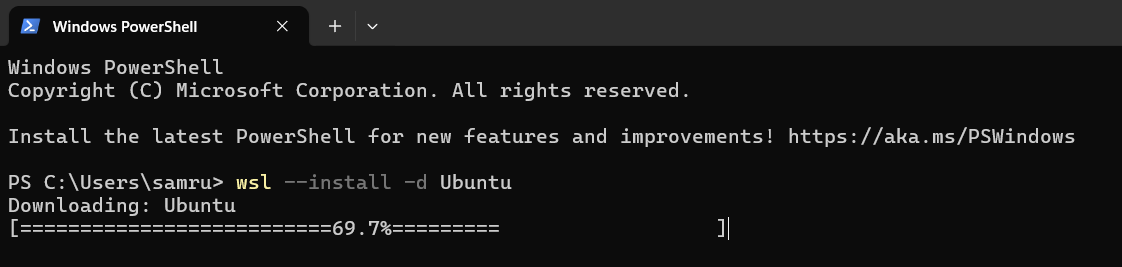 Windows PowerShell
Windows PowerShell
Copyright (C) Microsoft Corporation. All rights reserved.
Install the latest PowerShell for new features and improvements! https://aka.ms/PSWindows
PS C:\Users\samru> wsl --install -d Ubuntu
Downloading: Ubuntu
[==========================69.7%=========                  ]